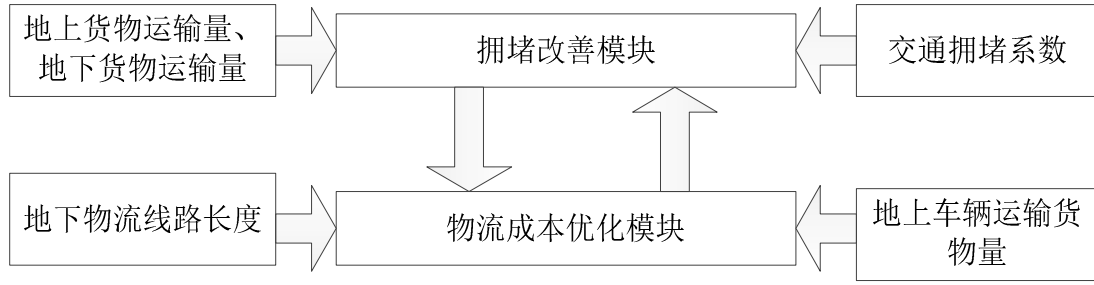 地上货物运输量、
地下货物运输量
拥堵改善模块
交通拥堵系数
地下物流线路长度
物流成本优化模块
地上车辆运输货
物量